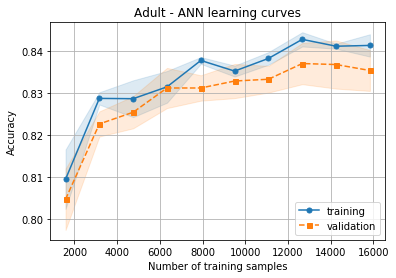 Adult - ANN learning curves
Accuracy
0.84
0.83
0.82
0.81
0.80
training
validation
2000 4000 6000 8000 10000 12000 14000 16000
Number of training samples